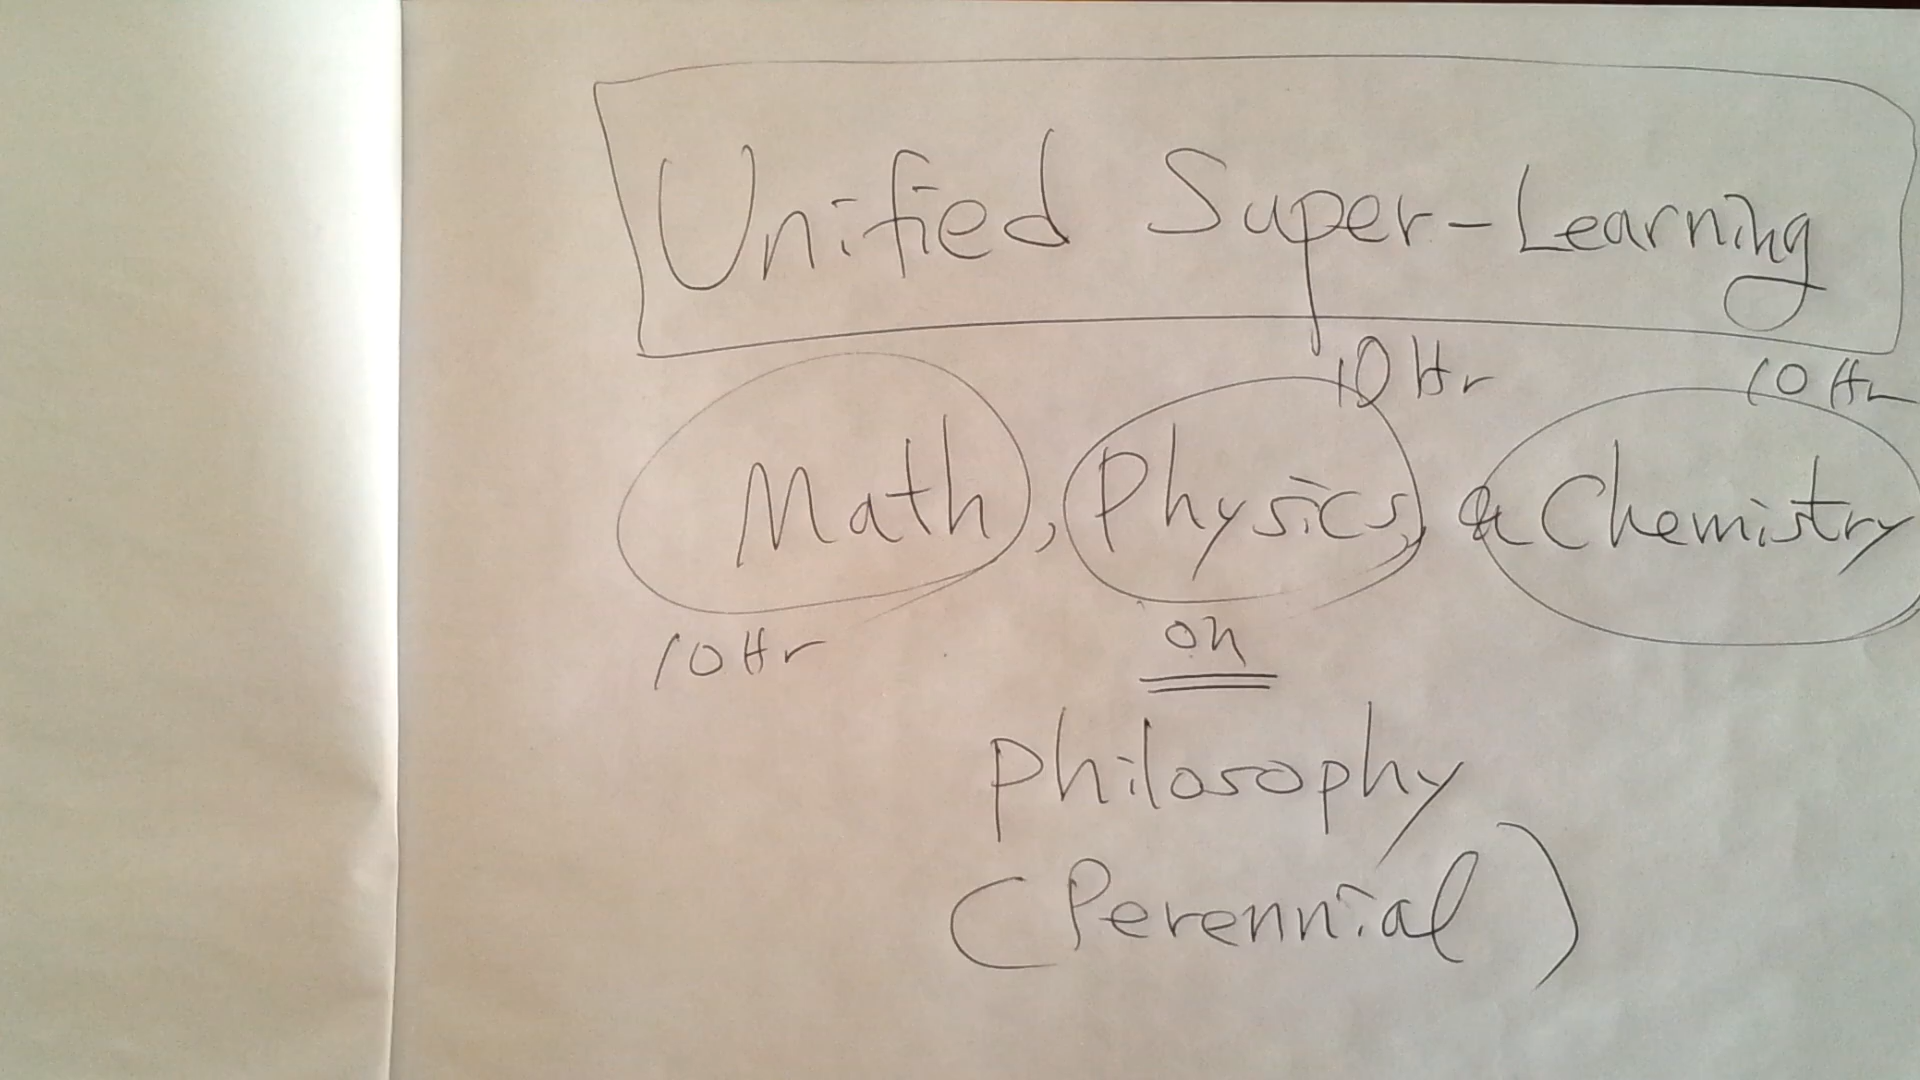 Unified Super-Learning
10 Hr 10 Hr
Math, Physics, & Chemistry
10 Hr
on
philosophy
(Perennial)